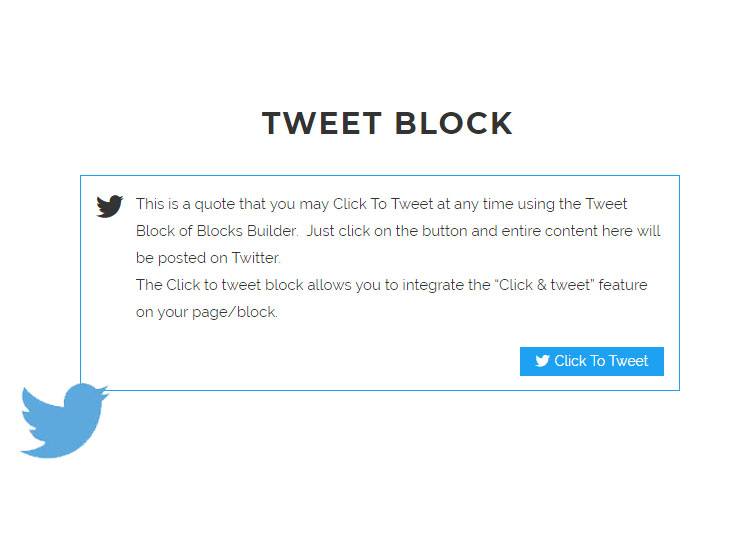 TWEET BLOCK
This is a quote that you may Click To Tweet at any time using the Tweet
Block of Blocks Builder.  Just click on the button and entire content here will
be posted on Twitter.
The Click to tweet block allows you to integrate the “Click & tweet” feature
on your page/block.
Click To Tweet